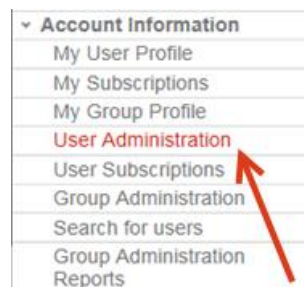 Account Information
My User Profile
My Subscriptions
My Group Profile
User Administration
User Subscriptions
Group Administration
Search for users
Group Administration
Reports